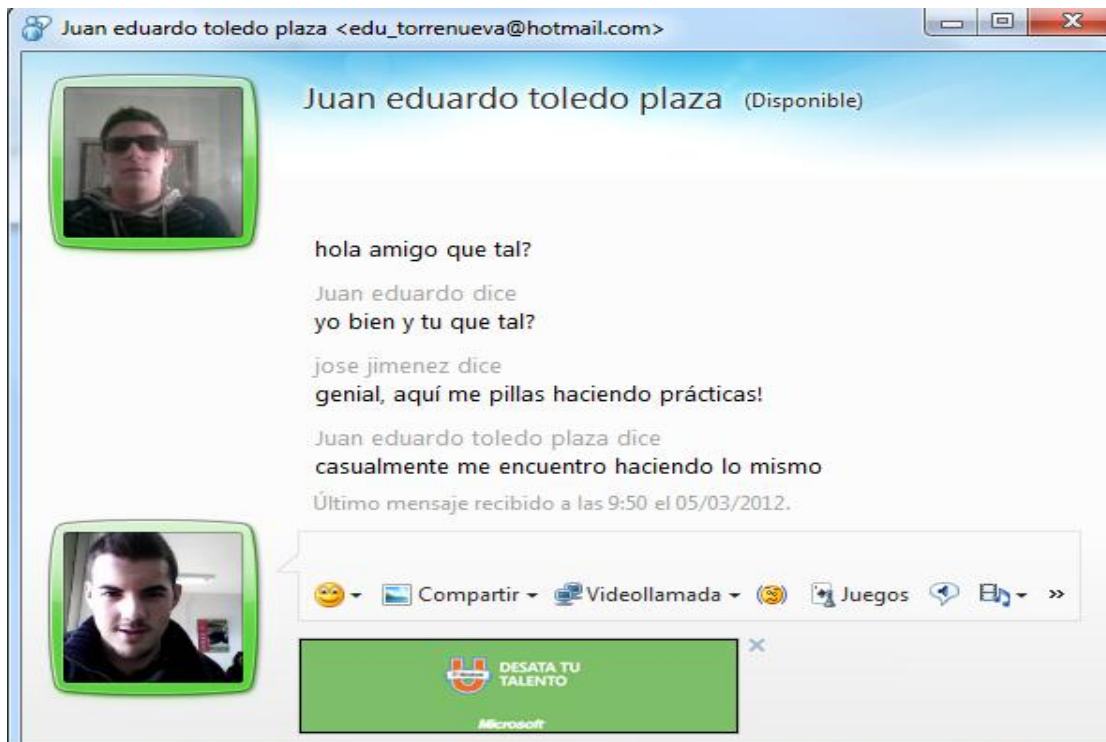 Juan eduardo toledo plaza <edu_torrenueva@hotmail.com>
Juan eduardo toledo plaza (Disponible)
hola amigo que tal?
Juan eduardo dice
yo bien y tu que tal?
jose jimenez dice
genial, aquí me pillas haciendo prácticas!
Juan eduardo toledo plaza dice
casualmente me encuentro haciendo lo mismo
Último mensaje recibido a las 9:50 el 05/03/2012.
Compartir Videollamada Juegos »
DESATA TU
TALENTO
Microsoft